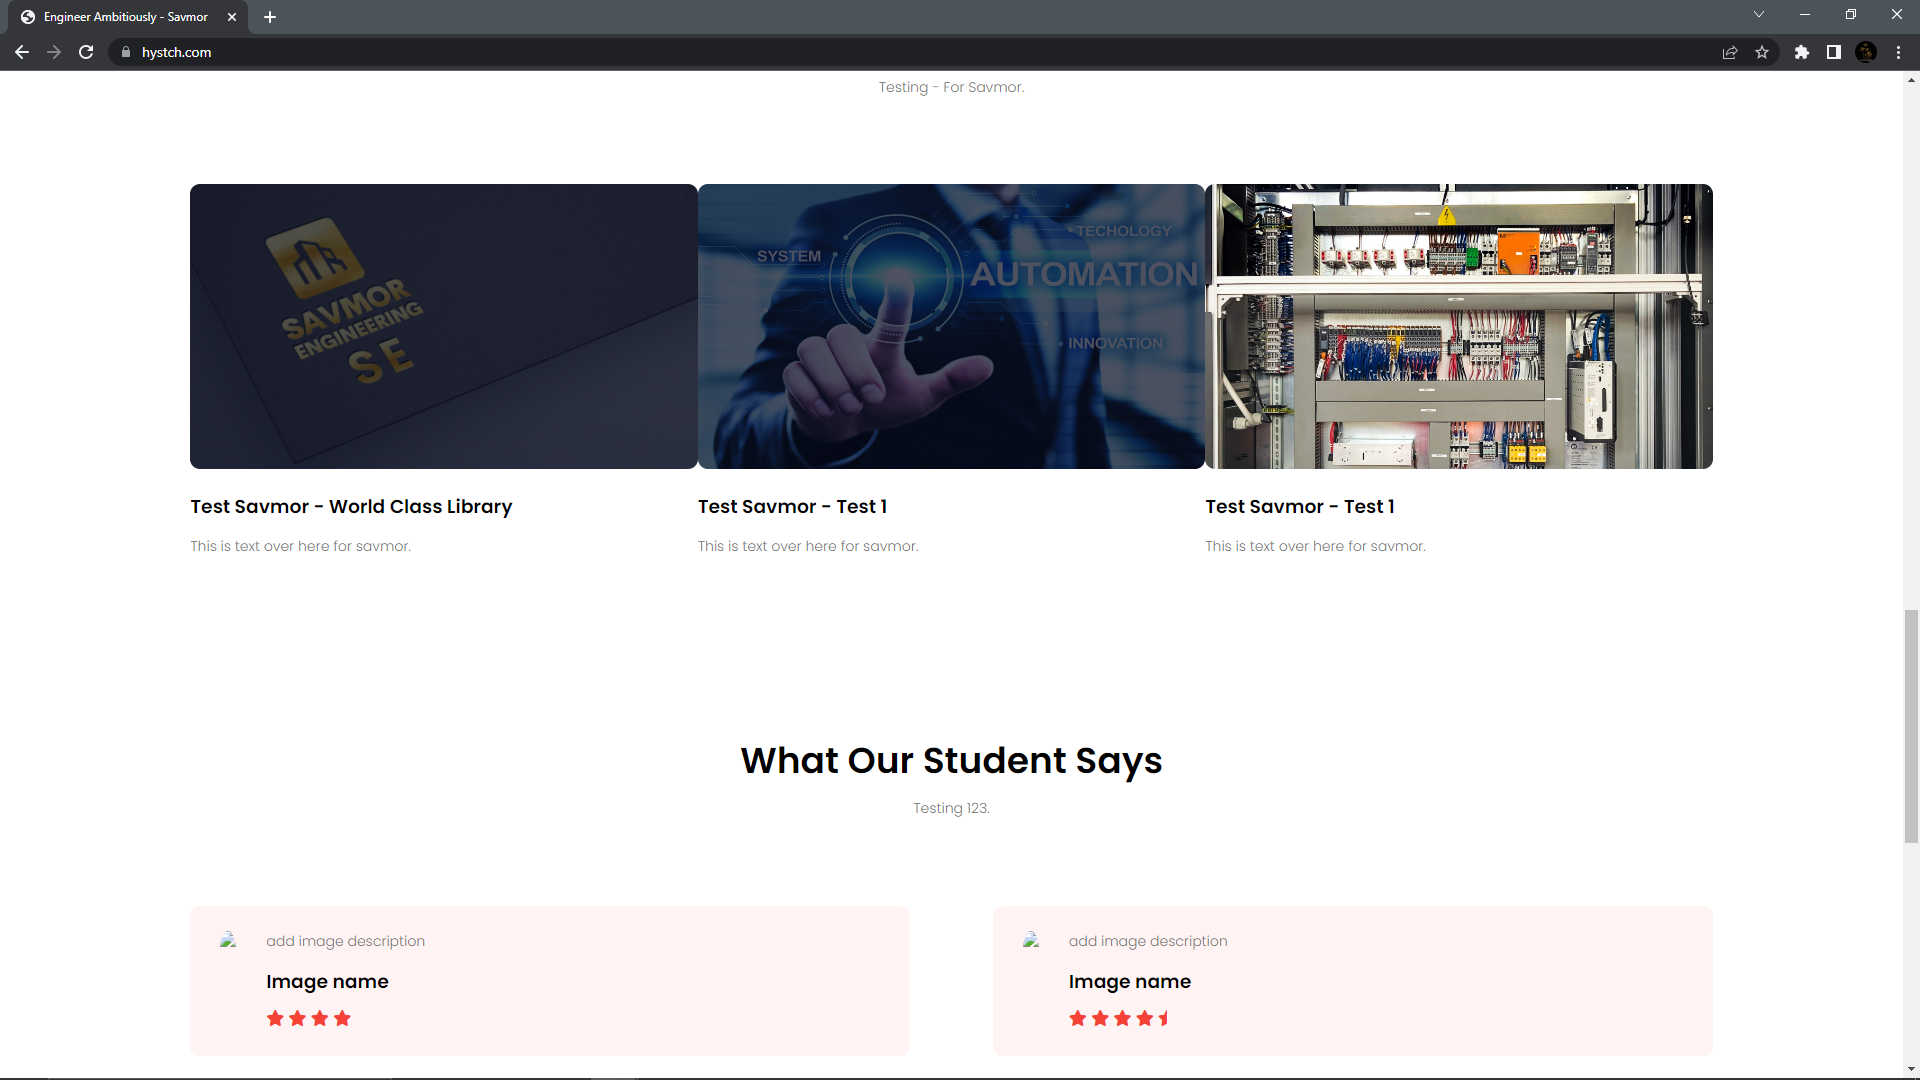 Engineer Ambitiously - Savmor
hystch.com
Testing - For Savmor.
SAVMOR
ENGINEERING
SE
SYSTEM
TECHOLOGY
AUTOMATION
INNOVATION
Test Savmor - World Class Library
Test Savmor - Test 1
Test Savmor - Test 1
This is text over here for savmor.
This is text over here for savmor.
This is text over here for savmor.
What Our Student Says
Testing 123.
add image description
Image name
add image description
Image name